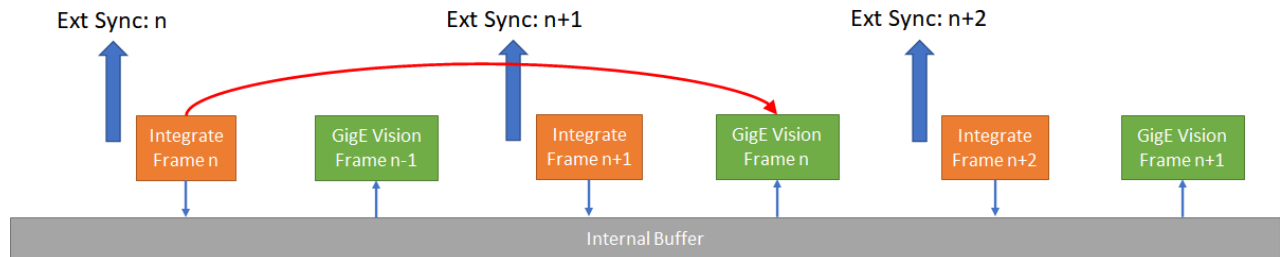 Ext Sync: n
Ext Sync: n+1
Ext Sync: n+2
Integrate
Frame n
GigE Vision
Frame n-1
Integrate
Frame n+1
GigE Vision
Frame n
Integrate
Frame n+2
GigE Vision
Frame n+1
Internal Buffer